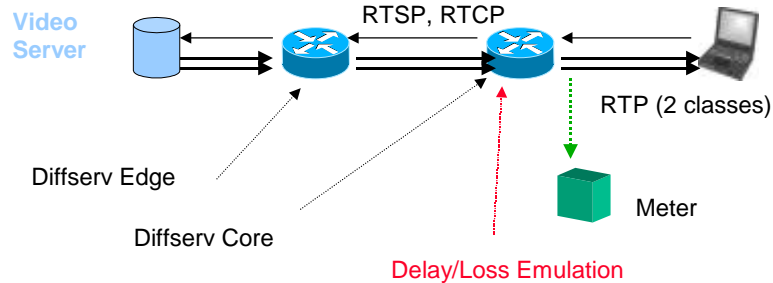 Video
Server
RTSP, RTCP
RTP (2 classes)
Diffserv Edge
Meter
Diffserv Core
Delay/Loss Emulation